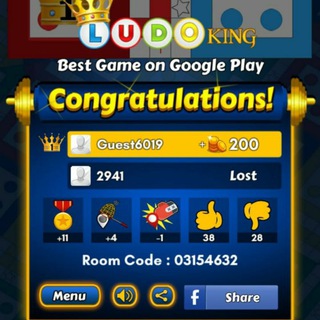 LUDO KING
Best Game on Google Play
Congratulations!
Guest6019 + 200
2941 Lost
+11 +4 -1 38 28
Room Code : 03154632
Menu f Share